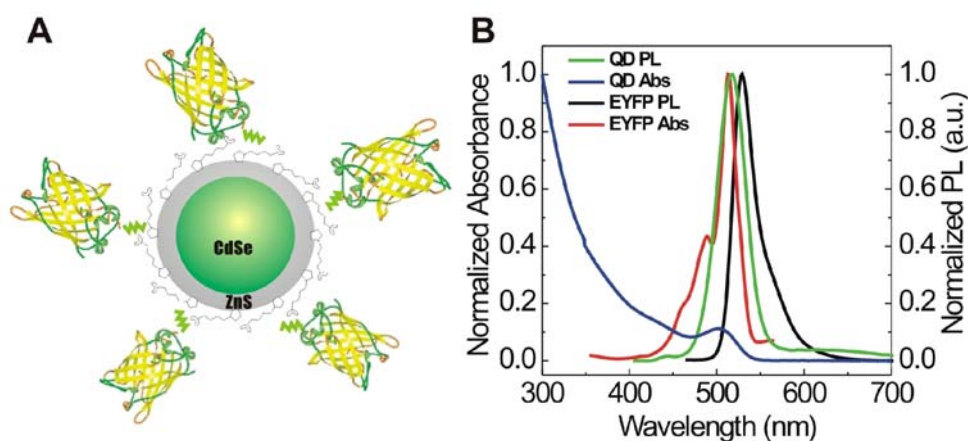 A
CdSe
ZnS
B
QD PL
QD Abs
EYFP PL
EYFP Abs
Normalized Absorbance
1.0
0.8
0.6
0.4
0.2
0.0
1.0
0.8
0.6
0.4
0.2
0.0
Normalized PL (a.u.)
300 400 500 600 700
Wavelength (nm)